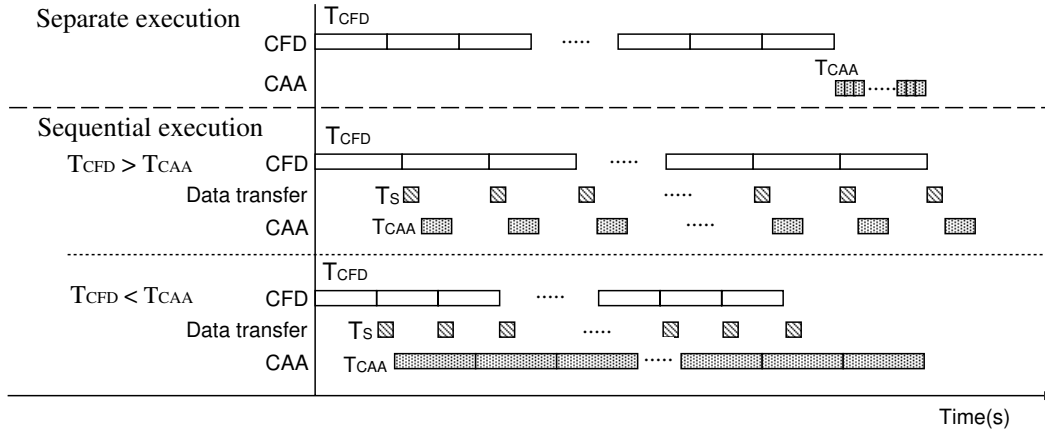 Separate execution
TCFD
CFD
.....
CAA
TCAA
.....
Sequential execution
TCFD
TCFD > TCAA
CFD
.....
Data transfer
TS
.....
CAA
TCAA
.....
TCFD
TCFD < TCAA
CFD
.....
Data transfer
TS
.....
CAA
TCAA
.....
Time(s)